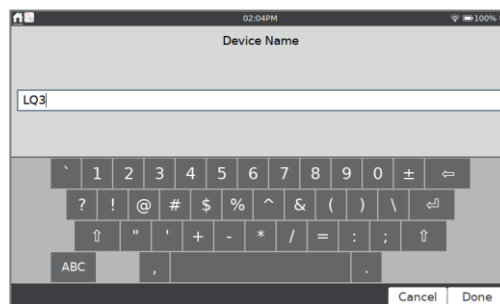 02:04PM 100%
Device Name
LQ3
` 1 2 3 4 5 6 7 8 9 0 ± ⇦
? ! @ # $ % ^ & ( ) \ ⏎
⇧ " ' + - * / = : ; ⇧
ABC , .
Cancel Done